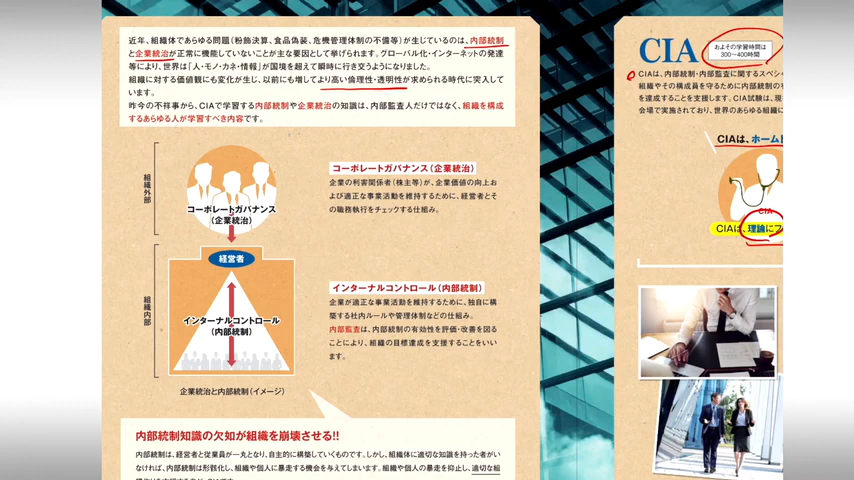 近年、組織体であらゆる問題(粉飾決算、食品偽装、危機管理体制の不備等)が生じているのは、内部統制
と企業統治が正常に機能していないことが主な要因として挙げられます。グローバル化・インターネットの発達
等により、世界は「人・モノ・カネ・情報」が国境を超えて瞬時に行き交うようになりました。
組織に対する価値観にも変化が生じ、以前にも増してより高い倫理性・透明性が求められる時代に突入して
います。
昨今の不祥事から、CIAで学習する内部統制や企業統治の知識は、内部監査人だけではなく、組織を構成
するあらゆる人が学習すべき内容です。
組織外部
コーポレートガバナンス
(企業統治)
コーポレートガバナンス(企業統治)
企業の利害関係者(株主等)が、企業価値の向上お
よび適正な事業活動を維持するために、経営者とそ
の職務執行をチェックする仕組み。
組織内部
経営者
インターナルコントロール
(内部統制)
インターナルコントロール(内部統制)
企業が適正な事業活動を維持するために、独自に構
築する社内ルールや管理体制などの仕組み。
内部監査は、内部統制の有効性を評価・改善を図る
ことにより、組織の目標達成を支援することをいい
ます。
企業統治と内部統制(イメージ)
内部統制知識の欠如が組織を崩壊させる!!
内部統制は、経営者と従業員が一丸となり、自主的に構築していくものです。しかし、組織体に適切な知識を持った者がい
なければ、内部統制は形骸化し、組織や個人に暴走する機会を与えてしまいます。組織や個人の暴走を抑止し、適切な組
CIA
およその学習時間は
300〜400時間
CIAは、内部統制・内部監査に関するスペシ
組織やその構成員を守るために内部統制の
を達成することを支援します。CIA試験は、現
会場で実施されており、世界のあらゆる組織に
CIAは、ホーム
CIA
CIAは、理論にフ